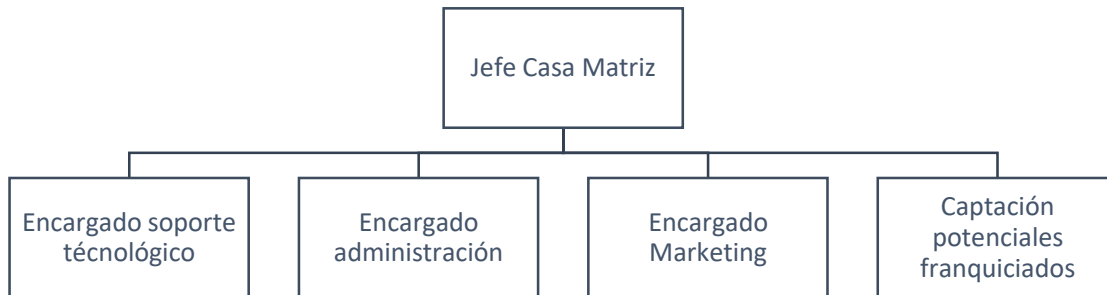 Jefe Casa Matriz
Encargado soporte
técnológico
Encargado
administración
Encargado
Marketing
Captación
potenciales
franquiciados